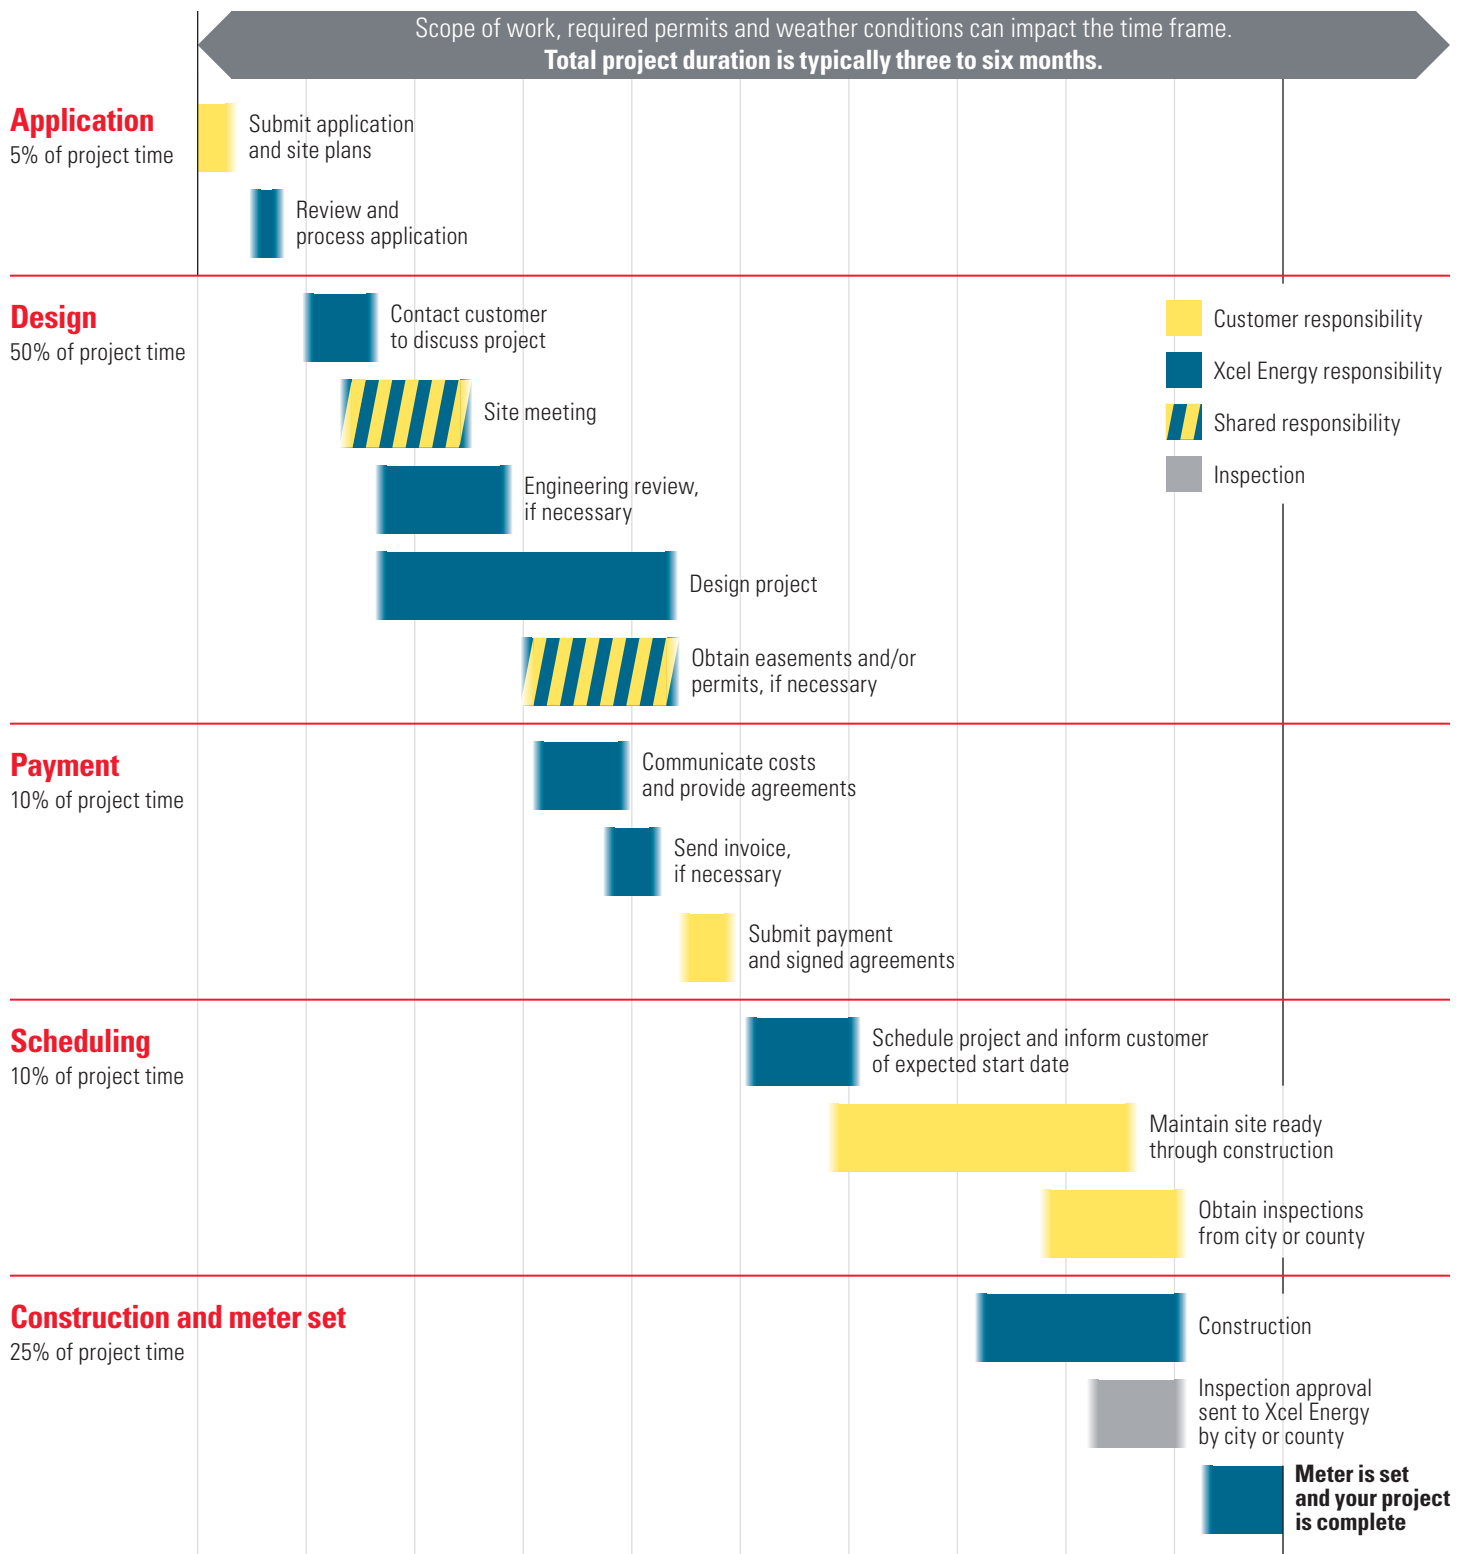 Scope of work, required permits and weather conditions can impact the time frame.
Total project duration is typically three to six months.
Application
5% of project time
Submit application
and site plans
Review and
process application
Design
50% of project time
Contact customer
to discuss project
Site meeting
Engineering review,
if necessary
Design project
Obtain easements and/or
permits, if necessary
Customer responsibility
Xcel Energy responsibility
Shared responsibility
Inspection
Payment
10% of project time
Communicate costs
and provide agreements
Send invoice,
if necessary
Submit payment
and signed agreements
Scheduling
10% of project time
Schedule project and inform customer
of expected start date
Maintain site ready
through construction
Obtain inspections
from city or county
Construction and meter set
25% of project time
Construction
Inspection approval
sent to Xcel Energy
by city or county
Meter is set
and your project
is complete